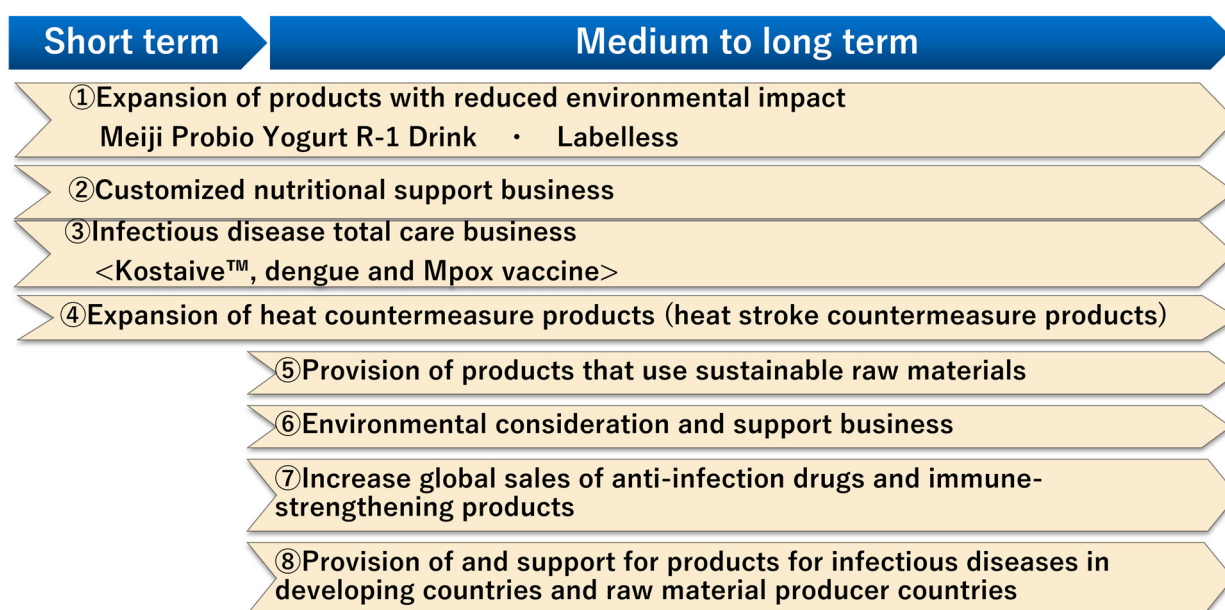 Short term
Medium to long term
①Expansion of products with reduced environmental impact
Meiji Probio Yogurt R-1 Drink ・ Labelless
②Customized nutritional support business
③Infectious disease total care business
<Kostaive™, dengue and Mpox vaccine>
④Expansion of heat countermeasure products (heat stroke countermeasure products)
⑤Provision of products that use sustainable raw materials
⑥Environmental consideration and support business
⑦Increase global sales of anti-infection drugs and immune-
strengthening products
⑧Provision of and support for products for infectious diseases in
developing countries and raw material producer countries